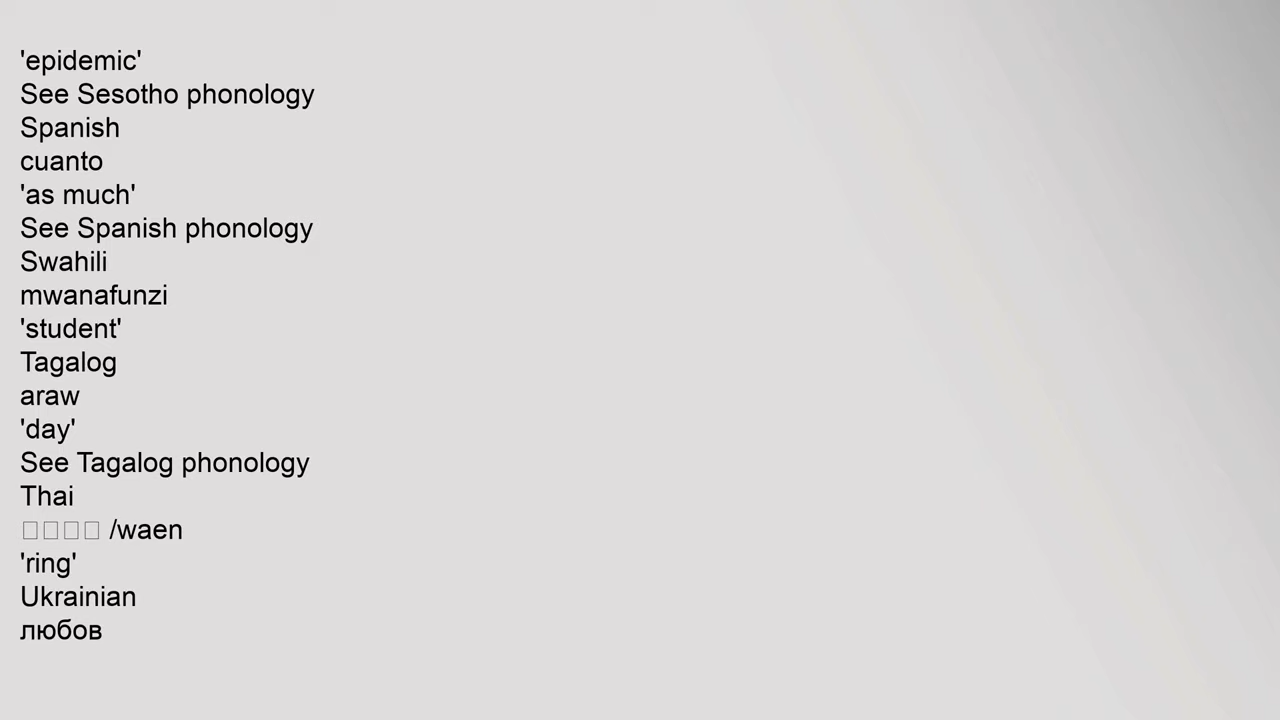 'epidemic'
See Sesotho phonology
Spanish
cuanto
'as much'
See Spanish phonology
Swahili
mwanafunzi
'student'
Tagalog
araw
'day'
See Tagalog phonology
Thai
/waen
'ring'
Ukrainian
любов